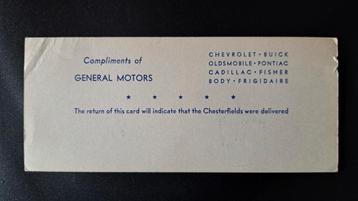 Compliments of
GENERAL MOTORS
CHEVROLET • BUICK
OLDSMOBILE • PONTIAC
CADILLAC • FISHER
BODY • FRIGIDAIRE
★ ★ ★ ★ ★
The return of this card will indicate that the Chesterfields were delivered